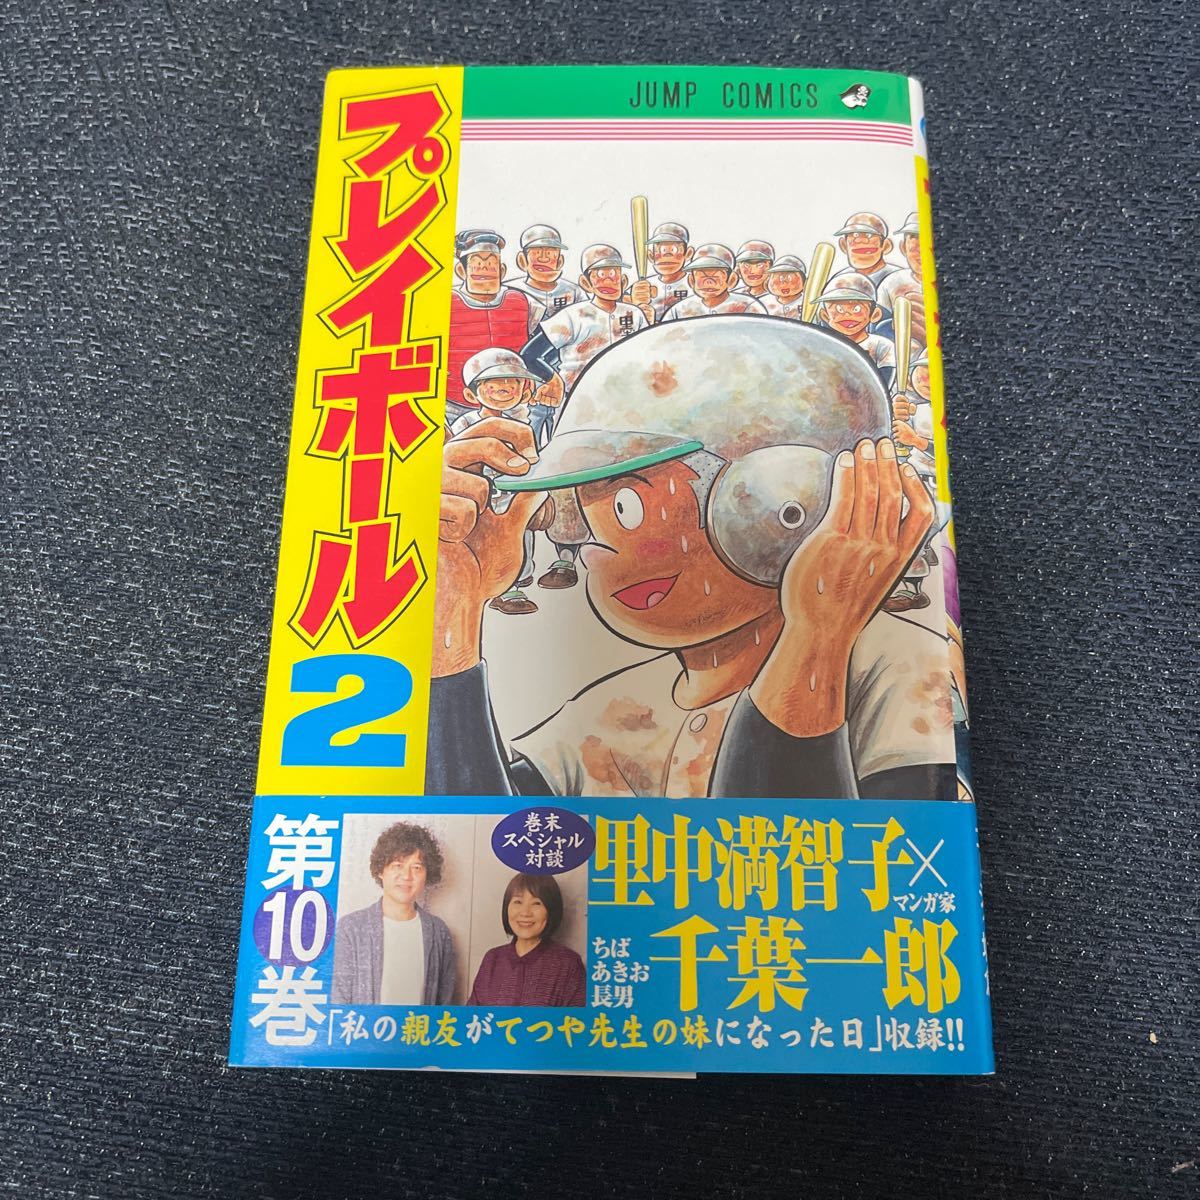 JUMP COMICS
プレイボール
2
第10巻
巻末
スペシャル
対談
里中満智子×
マンガ家
ちば
あきお
長男
千葉一郎
「私の親友がてつや先生の妹になった日」収録!!